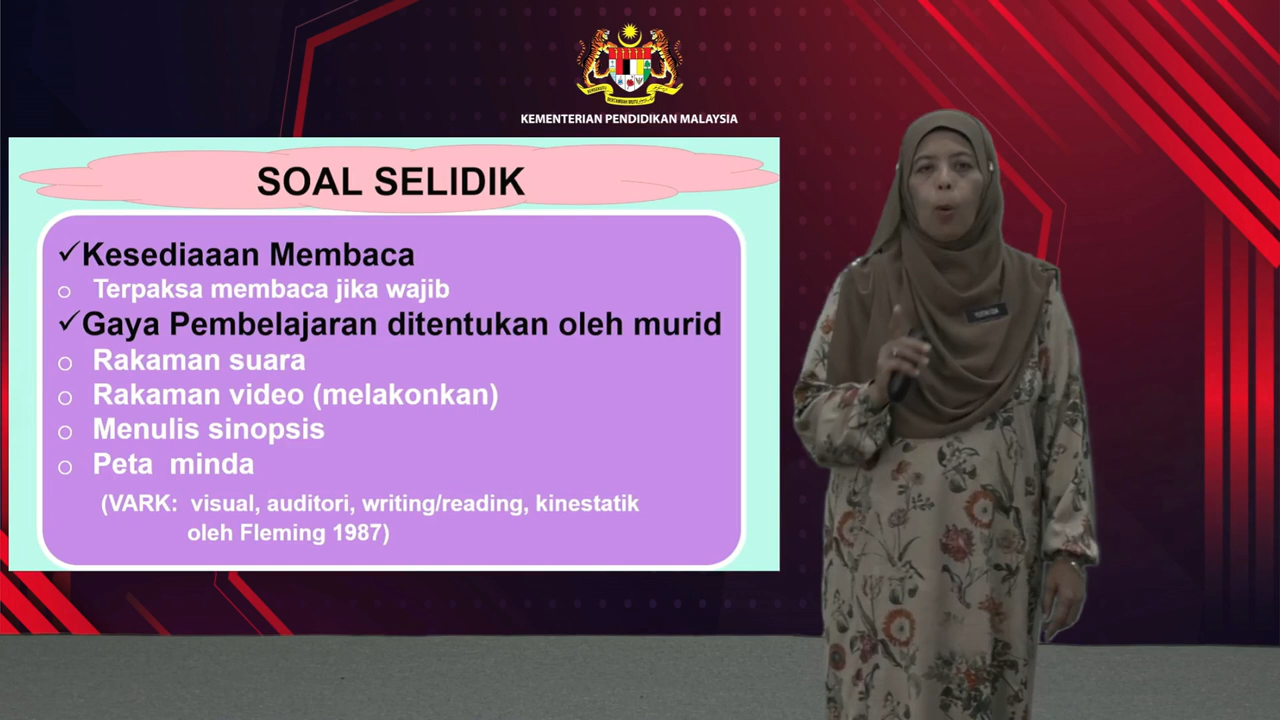 KEMENTERIAN PENDIDIKAN MALAYSIA
SOAL SELIDIK
✓Kesediaaan Membaca
o Terpaksa membaca jika wajib
✓Gaya Pembelajaran ditentukan oleh murid
o Rakaman suara
o Rakaman video (melakonkan)
o Menulis sinopsis
o Peta minda
(VARK: visual, auditori, writing/reading, kinestatik
oleh Fleming 1987)